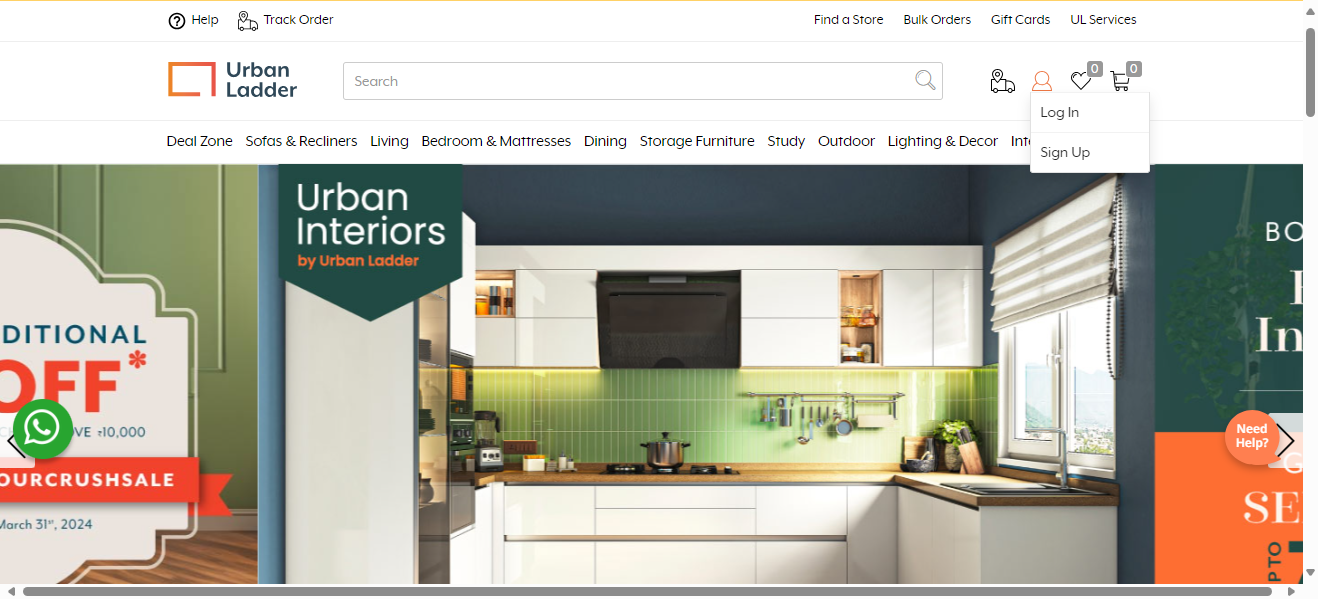 Help
Track Order
Find a Store
Bulk Orders
Gift Cards
UL Services
Urban
Ladder
Search
0
0
Log In
Sign Up
Deal Zone
Sofas & Recliners
Living
Bedroom & Mattresses
Dining
Storage Furniture
Study
Outdoor
Lighting & Decor
Int
DITIONAL
OFF*
VE ₹10,000
OURCRUSHSALE
March 31st, 2024
Urban
Interiors
by Urban Ladder
BO
In
Need
Help?
SE
P TO